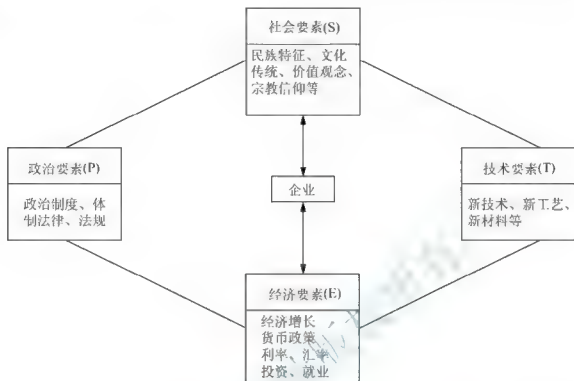 社会要素(S)
民族特征、文化
传统、价值观念、
宗教信仰等
政治要素(P)
政治制度、体
制法律、法规
企业
技术要素(T)
新技术、新工艺、
新材料等
经济要素(E)
经济增长
货币政策
利率、汇率
投资、就业